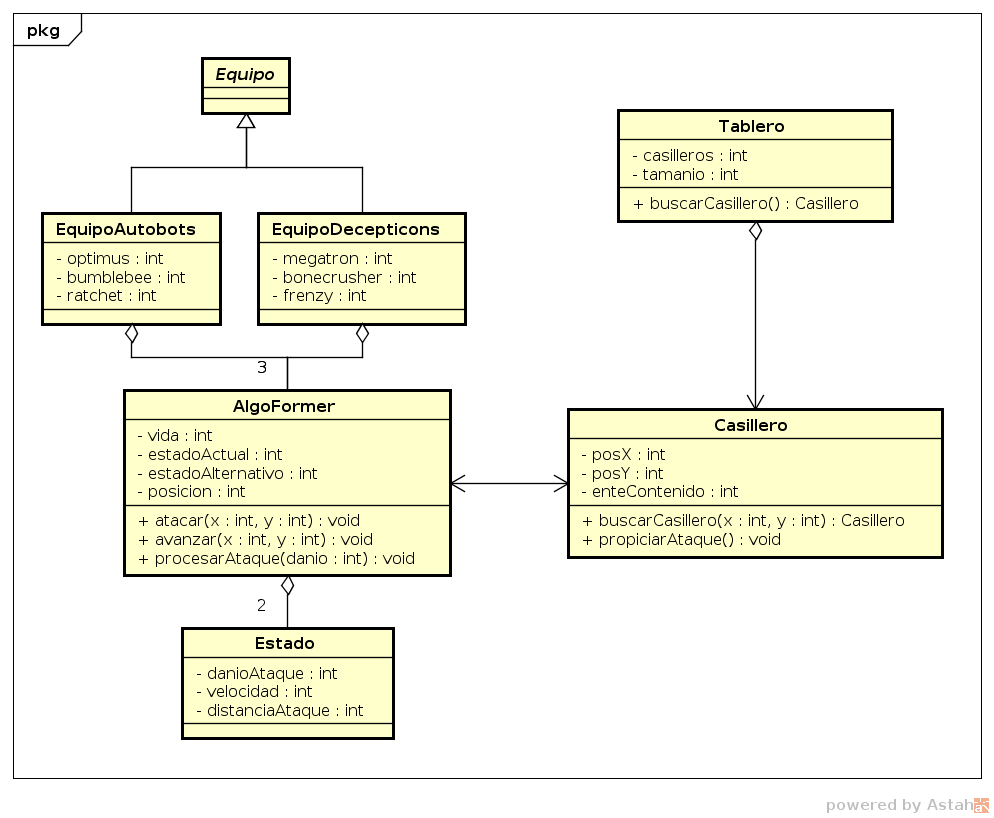 pkg
Equipo
Tablero
- casilleros : int
- tamanio : int
+ buscarCasillero() : Casillero
EquipoAutobots
- optimus : int
- bumblebee : int
- ratchet : int
EquipoDecepticons
- megatron : int
- bonecrusher : int
- frenzy : int
3
AlgoFormer
- vida : int
- estadoActual : int
- estadoAlternativo : int
- posicion : int
+ atacar(x : int, y : int) : void
+ avanzar(x : int, y : int) : void
+ procesarAtaque(danio : int) : void
Casillero
- posX : int
- posY : int
- enteContenido : int
+ buscarCasillero(x : int, y : int) : Casillero
+ propiciarAtaque() : void
2
Estado
- danioAtaque : int
- velocidad : int
- distanciaAtaque : int
powered by Astah